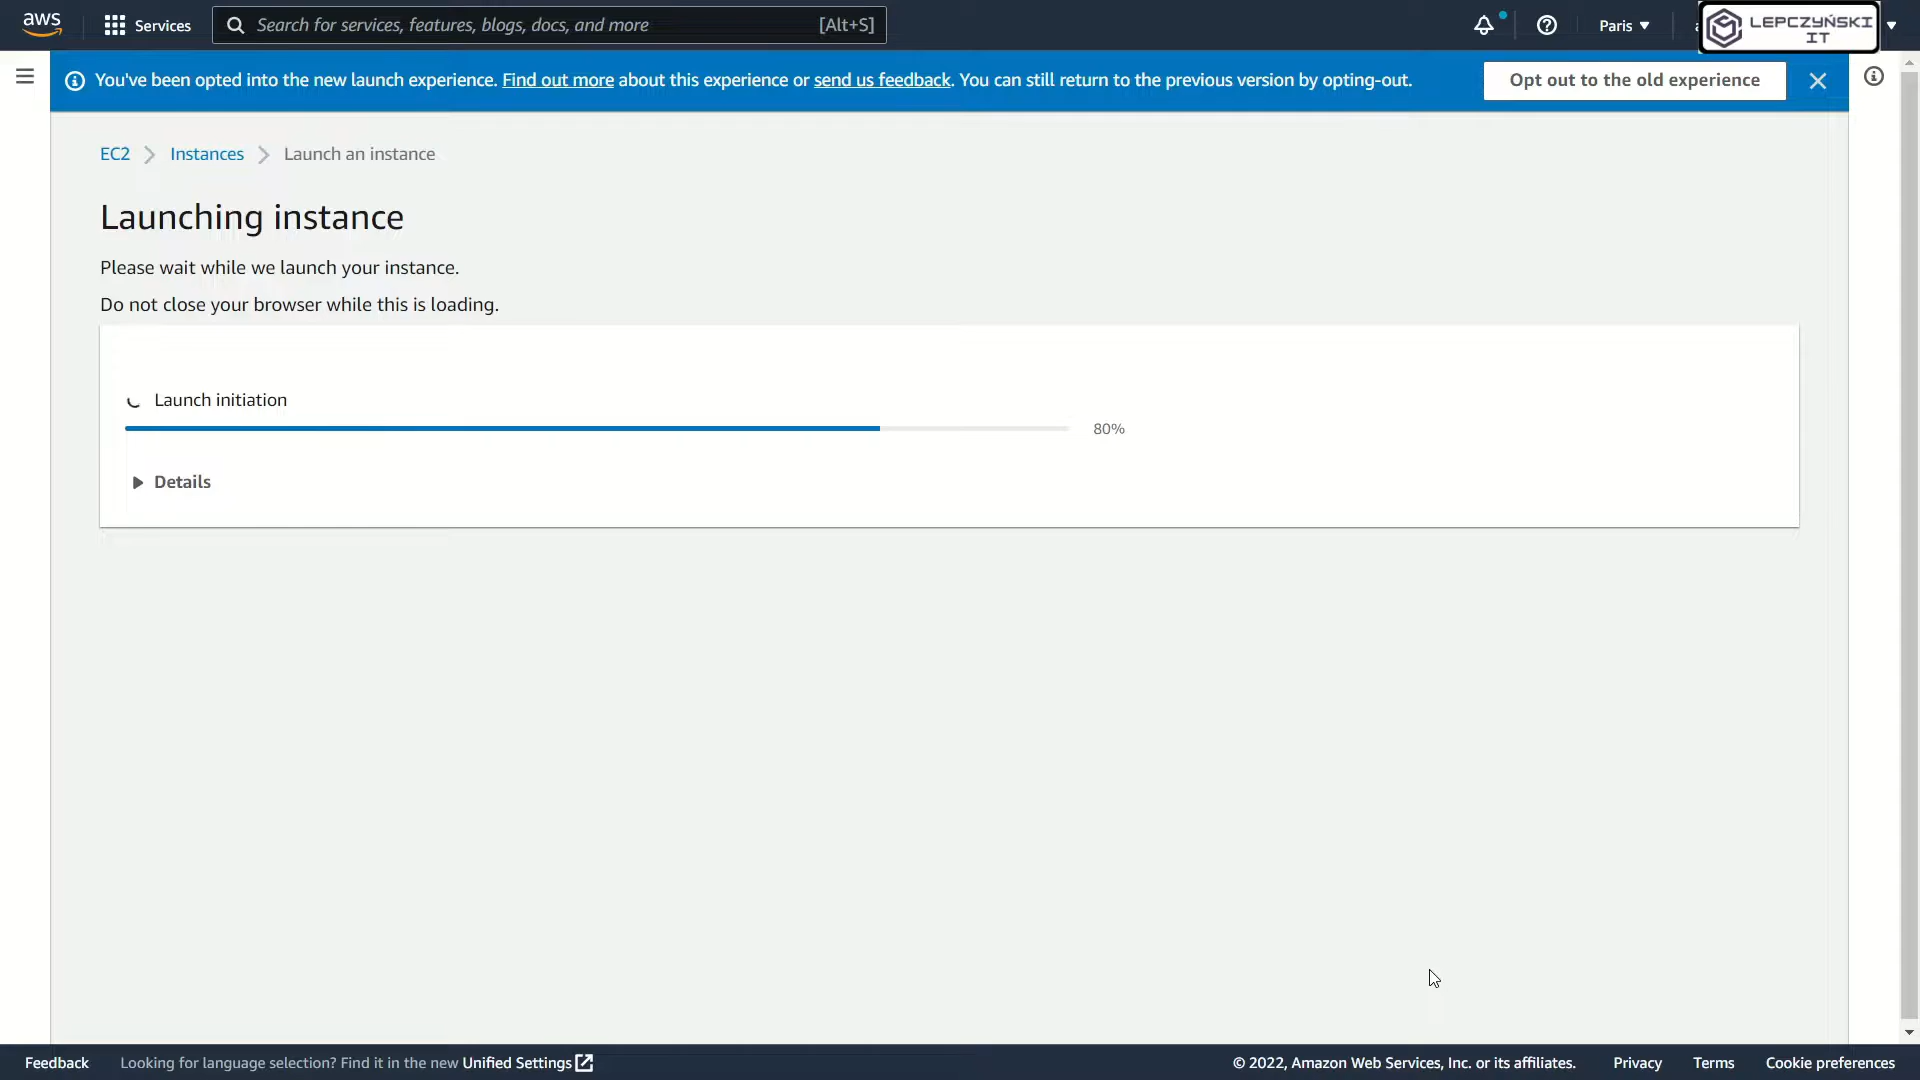 aws
Services
Search for services, features, blogs, docs, and more
[Alt+S]
Paris
LEPCZYŃSKI
IT
You've been opted into the new launch experience. Find out more about this experience or send us feedback. You can still return to the previous version by opting-out.
Opt out to the old experience
EC2
Instances
Launch an instance
Launching instance
Please wait while we launch your instance.
Do not close your browser while this is loading.
Launch initiation
80%
Details
Feedback
Looking for language selection? Find it in the new Unified Settings
© 2022, Amazon Web Services, Inc. or its affiliates.
Privacy
Terms
Cookie preferences